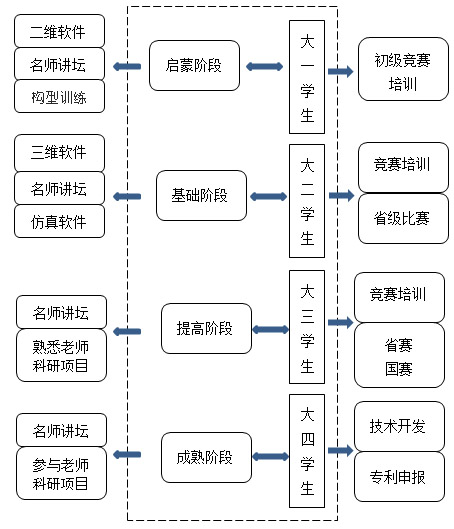 二维软件
名师讲坛
构型训练
启蒙阶段
大一学生
初级竞赛
培训
三维软件
名师讲坛
仿真软件
基础阶段
大二学生
竞赛培训
省级比赛
名师讲坛
熟悉老师
科研项目
提高阶段
大三学生
竞赛培训
省赛
国赛
名师讲坛
参与老师
科研项目
成熟阶段
大四学生
技术开发
专利申报